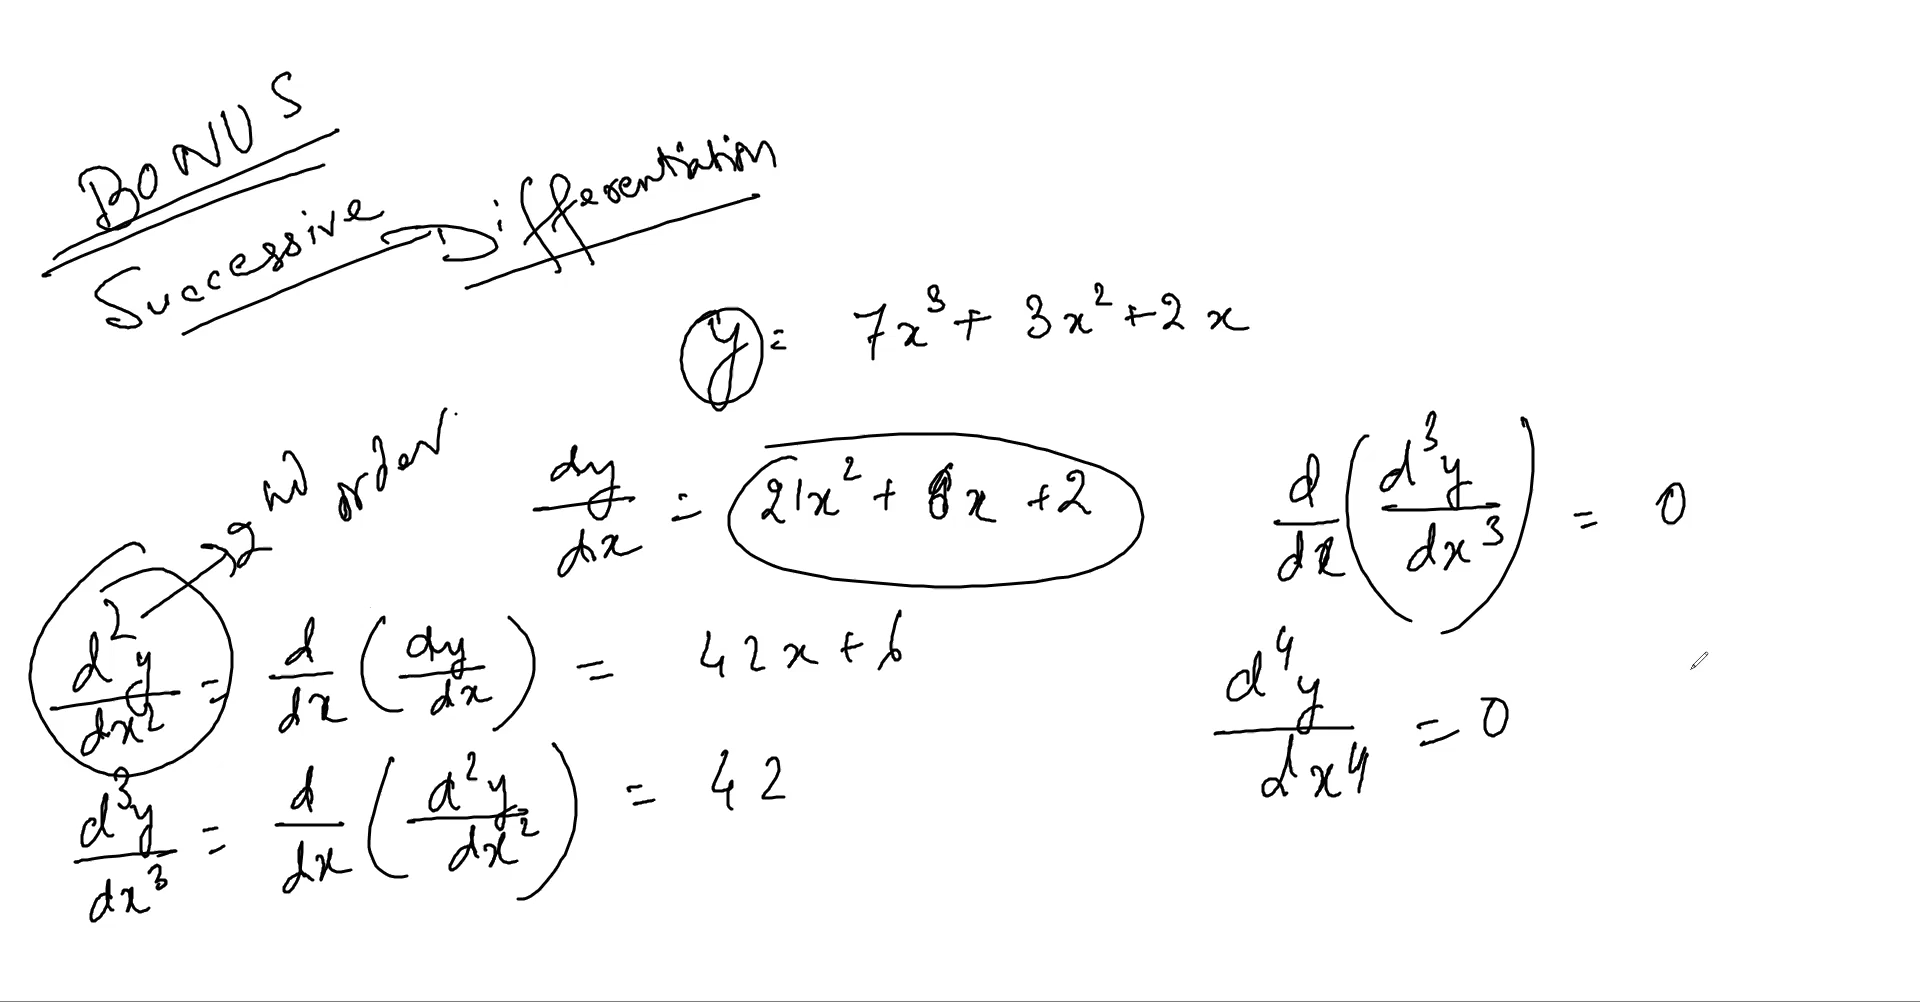 BONUS
Successive Differentiation
y = 7x³ + 3x² + 2x
dy/dx = 21x² + 6x + 2
2nd order
d²y/dx² = d/dx (dy/dx) = 42x + 6
d³y/dx³ = d/dx (d²y/dx²) = 42
d/dx (d³y/dx³) = 0
d⁴y/dx⁴ = 0